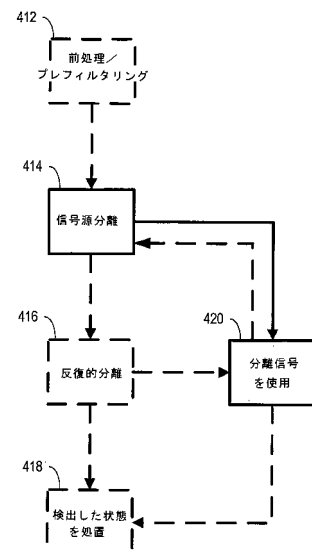 412
前処理／
プレフィルタリング
414
信号源分離
416
反復的分離
420
分離信号
を使用
418
検出した状態
を処置